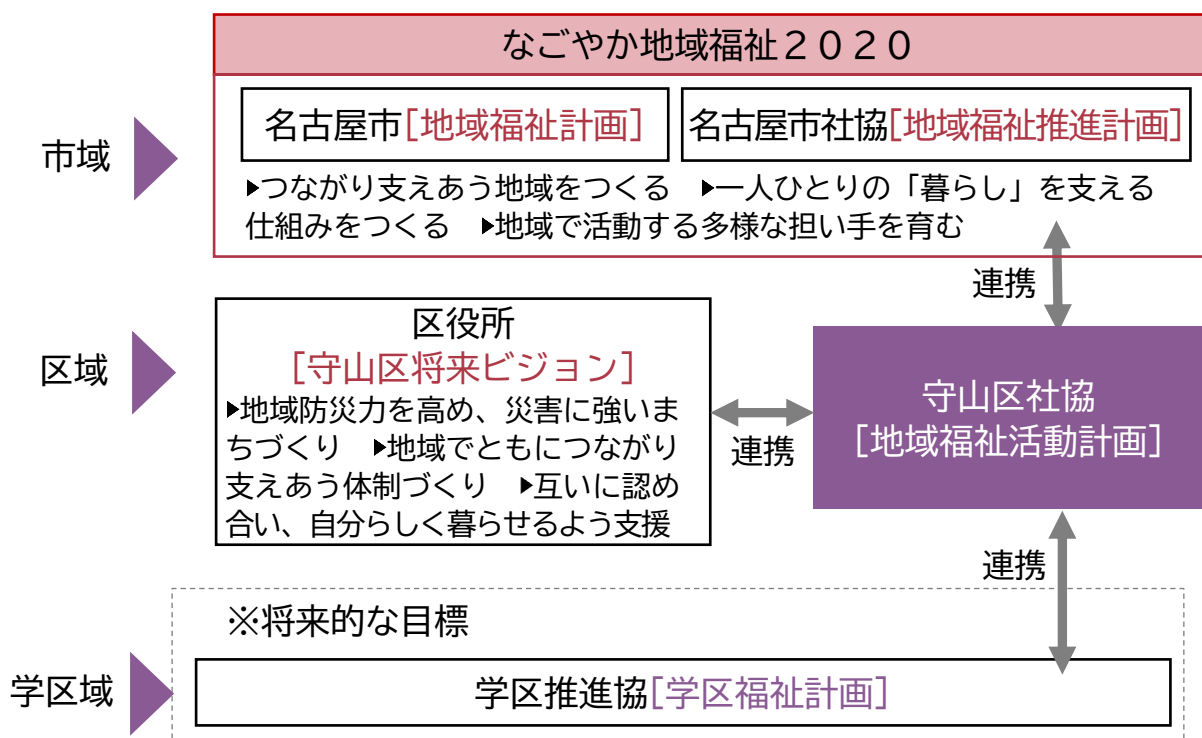 なごやか地域福祉２０２０
市域
名古屋市[地域福祉計画]
名古屋市社協[地域福祉推進計画]
▶つながり支えあう地域をつくる　▶一人ひとりの「暮らし」を支える
仕組みをつくる　▶地域で活動する多様な担い手を育む
連携
区域
区役所
[守山区将来ビジョン]
▶地域防災力を高め、災害に強いま
ちづくり　▶地域でともにつながり
支えあう体制づくり　▶互いに認め
合い、自分らしく暮らせるよう支援
連携
守山区社協
[地域福祉活動計画]
連携
※将来的な目標
学区域
学区推進協[学区福祉計画]